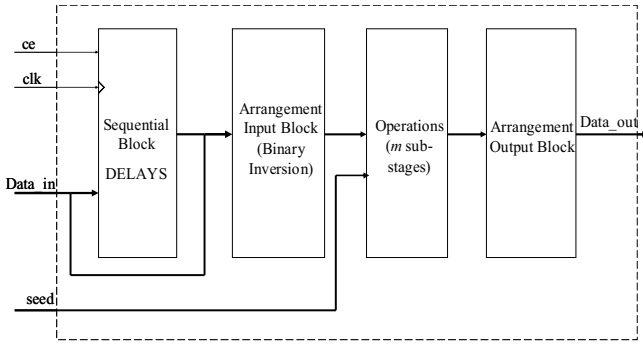 ce
clk
Data_in
seed
Sequential
Block
DELAYS
Arrangement
Input Block
(Binary
Inversion)
Operations
(m sub-
stages)
Arrangement
Output Block
Data_out